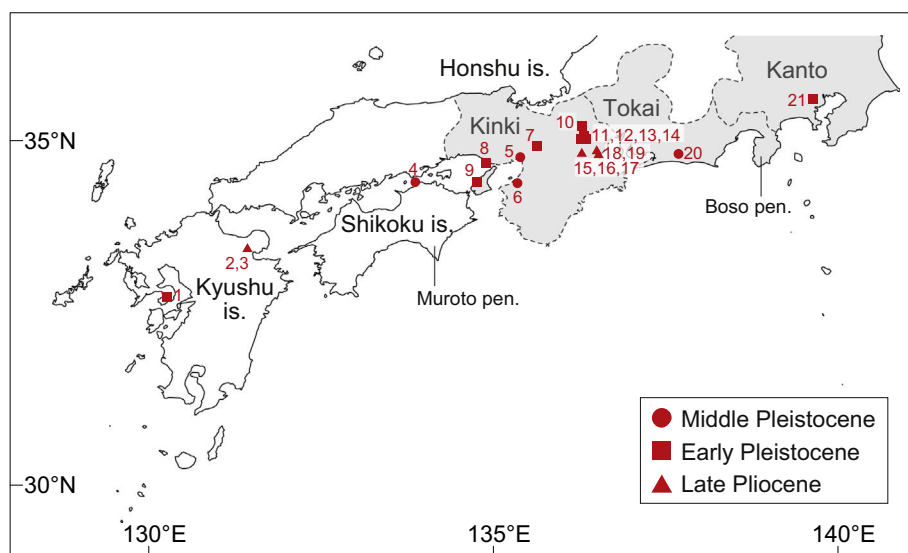 Honshu is.
Kanto
Tokai
Kinki
35°N
21
10
11, 12, 13, 14
7
8
5
18, 19
20
15, 16, 17
4
9
6
Boso pen.
Shikoku is.
2,3
1
Kyushu
is.
Muroto pen.
Middle Pleistocene
Early Pleistocene
Late Pliocene
30°N
130°E
135°E
140°E